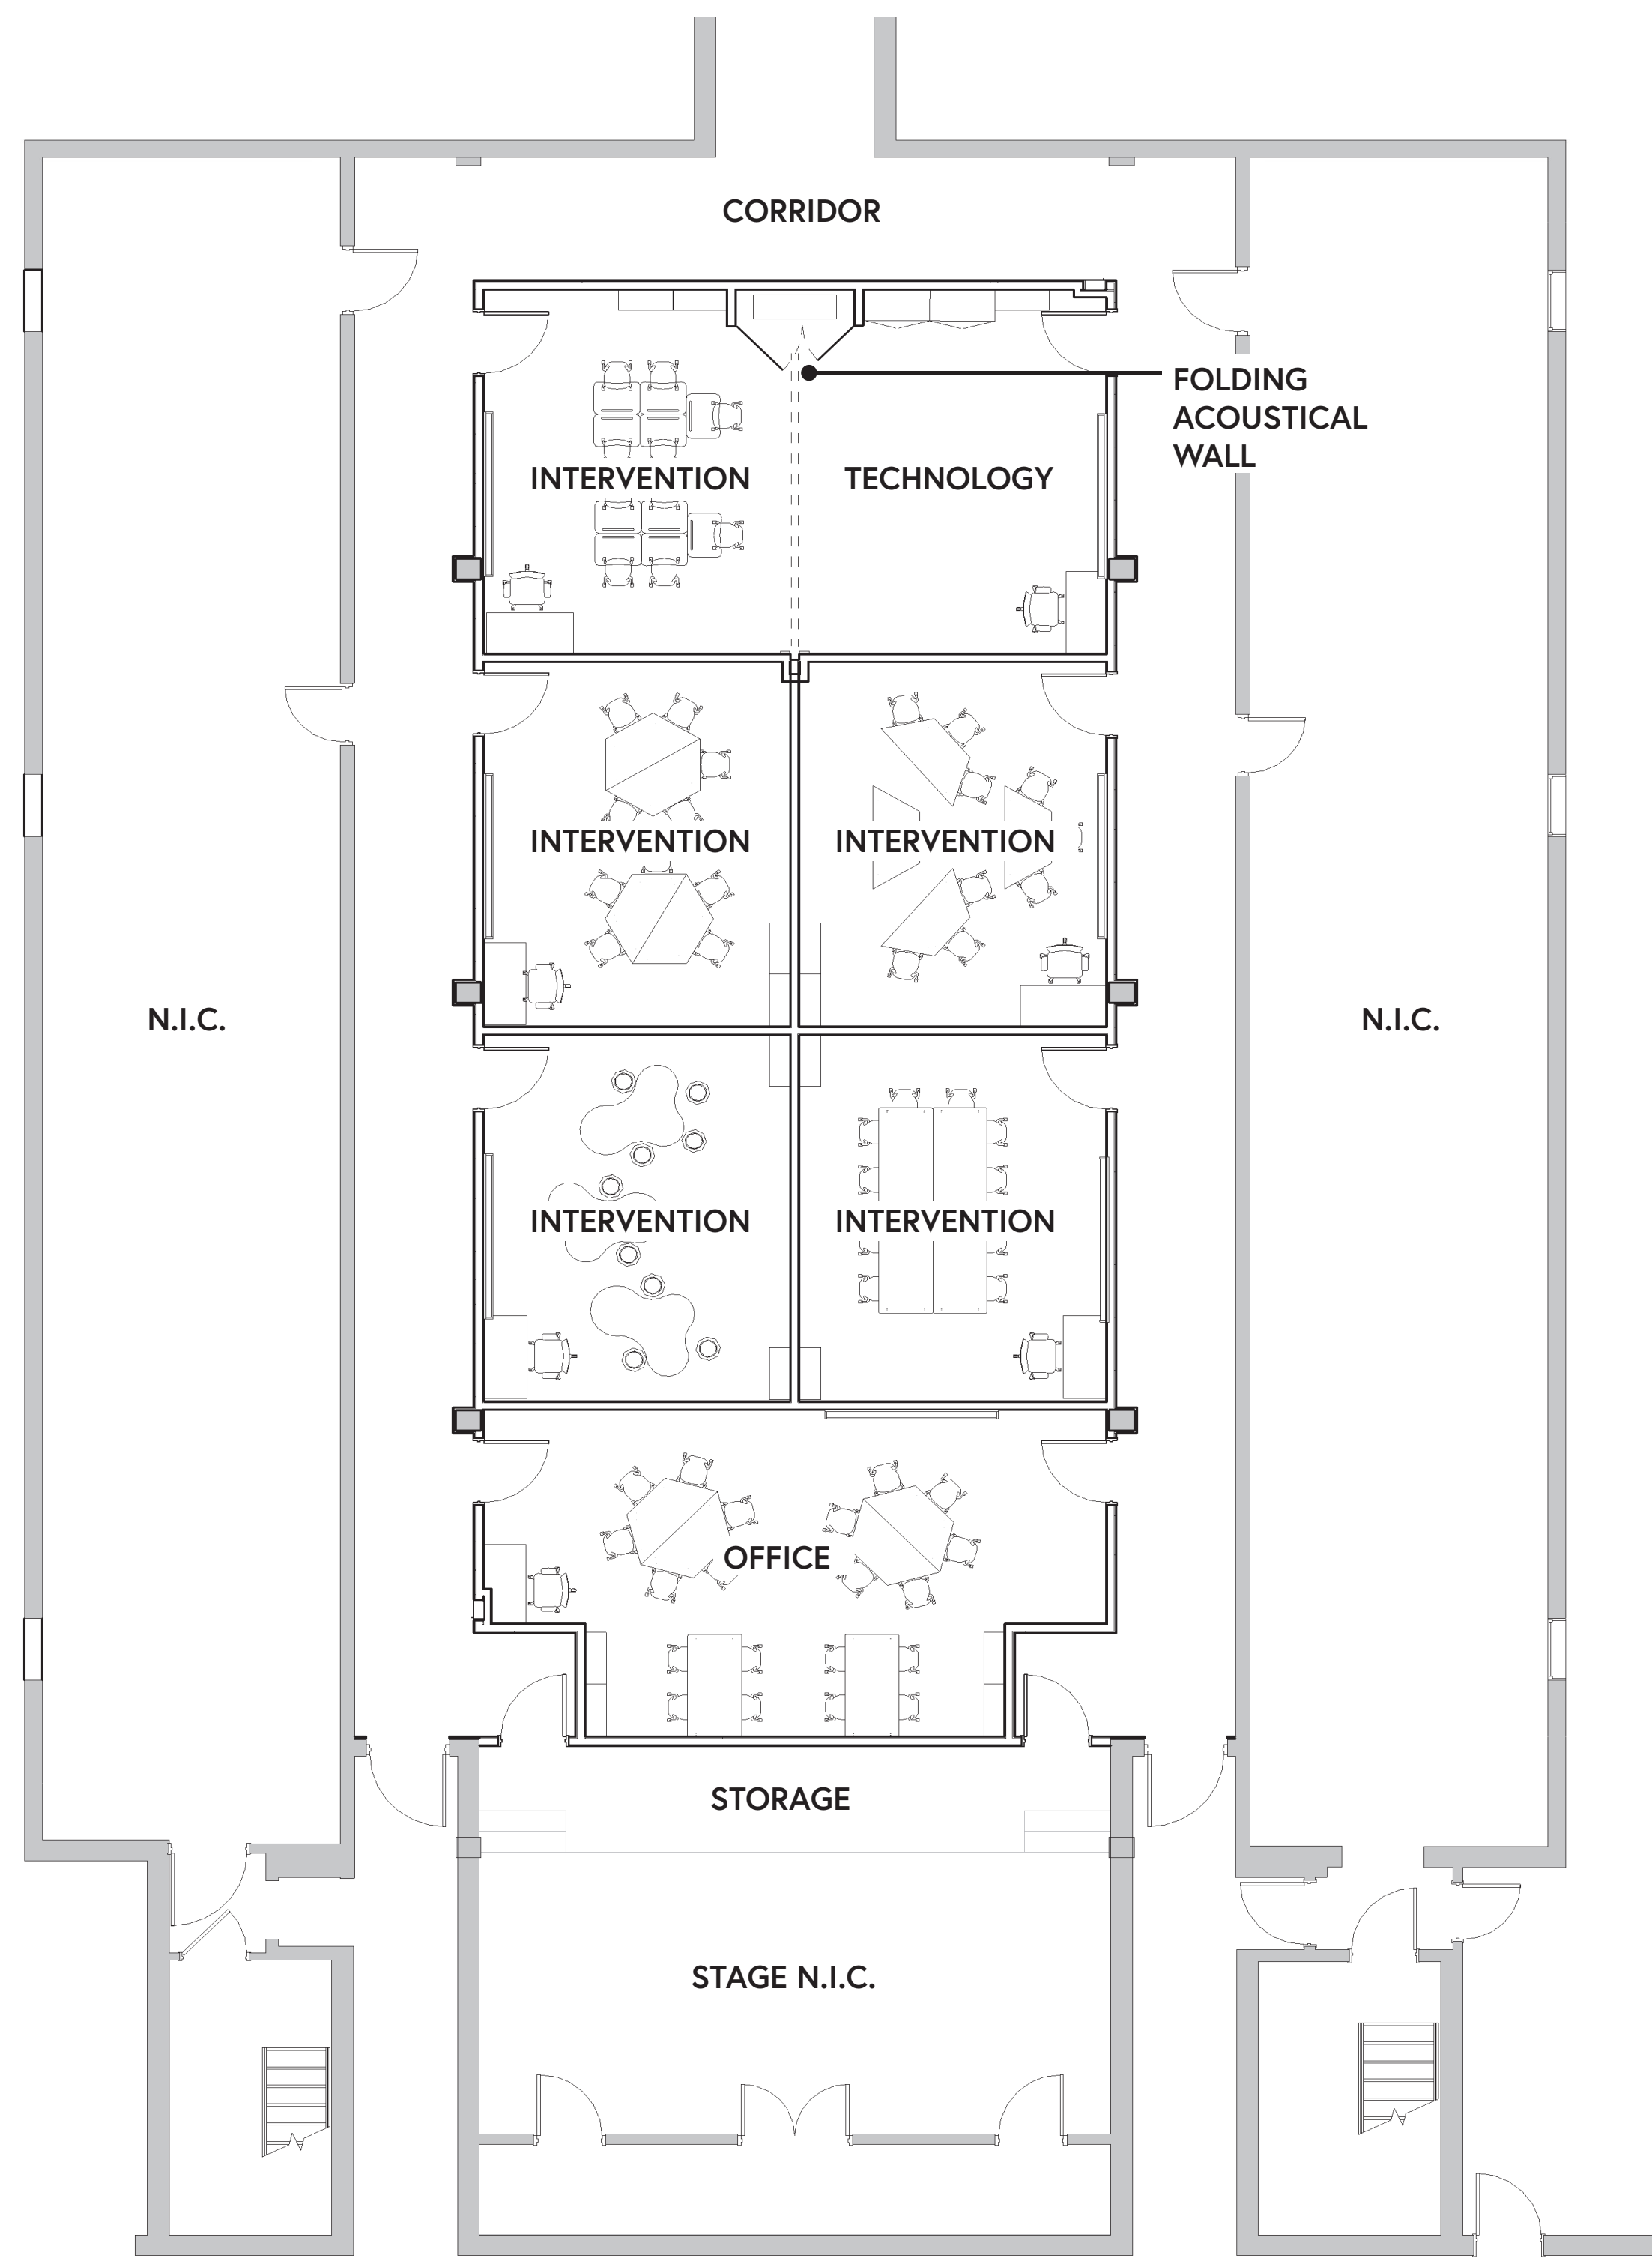 CORRIDOR
FOLDING
ACOUSTICAL
WALL
INTERVENTION
TECHNOLOGY
INTERVENTION
INTERVENTION
N.I.C.
N.I.C.
INTERVENTION
INTERVENTION
OFFICE
STORAGE
STAGE N.I.C.